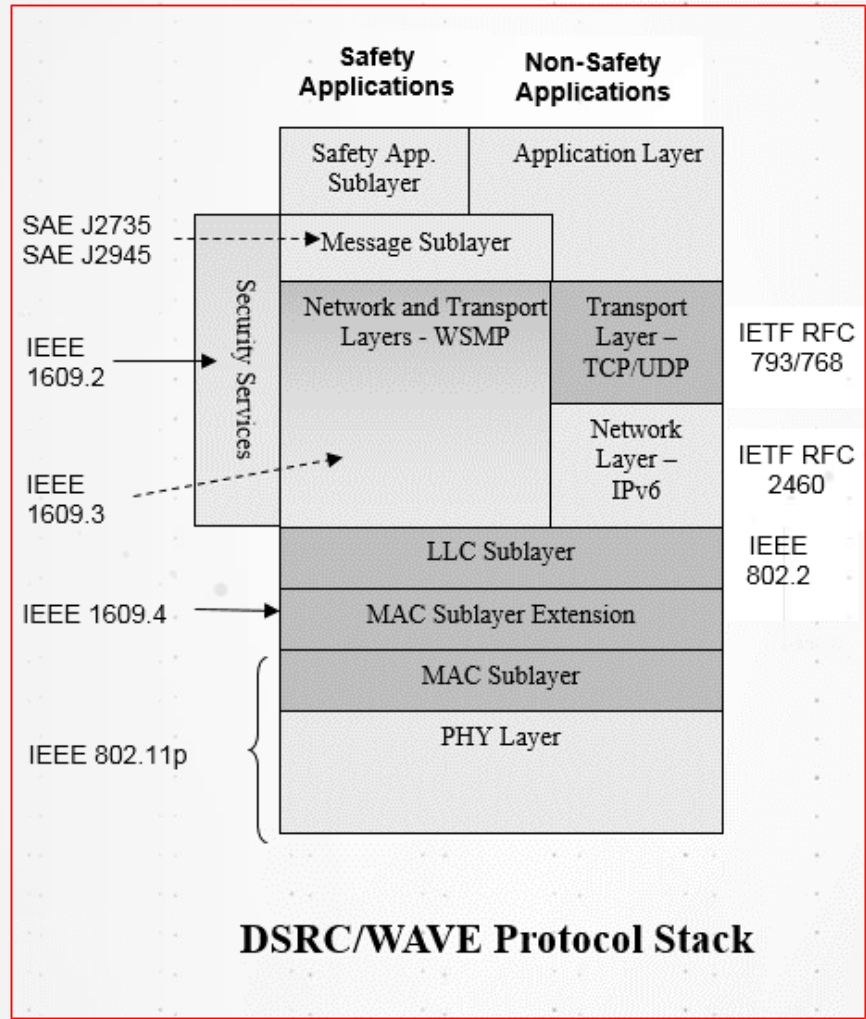 Safety
Applications
Non-Safety
Applications
Safety App.
Sublayer
Application Layer
SAE J2735
SAE J2945
Message Sublayer
Security Services
Network and Transport
Layers - WSMP
Transport
Layer –
TCP/UDP
IETF RFC
793/768
IEEE
1609.2
Network
Layer –
IPv6
IETF RFC
2460
IEEE
1609.3
LLC Sublayer
IEEE
802.2
IEEE 1609.4
MAC Sublayer Extension
MAC Sublayer
IEEE 802.11p
PHY Layer
DSRC/WAVE Protocol Stack